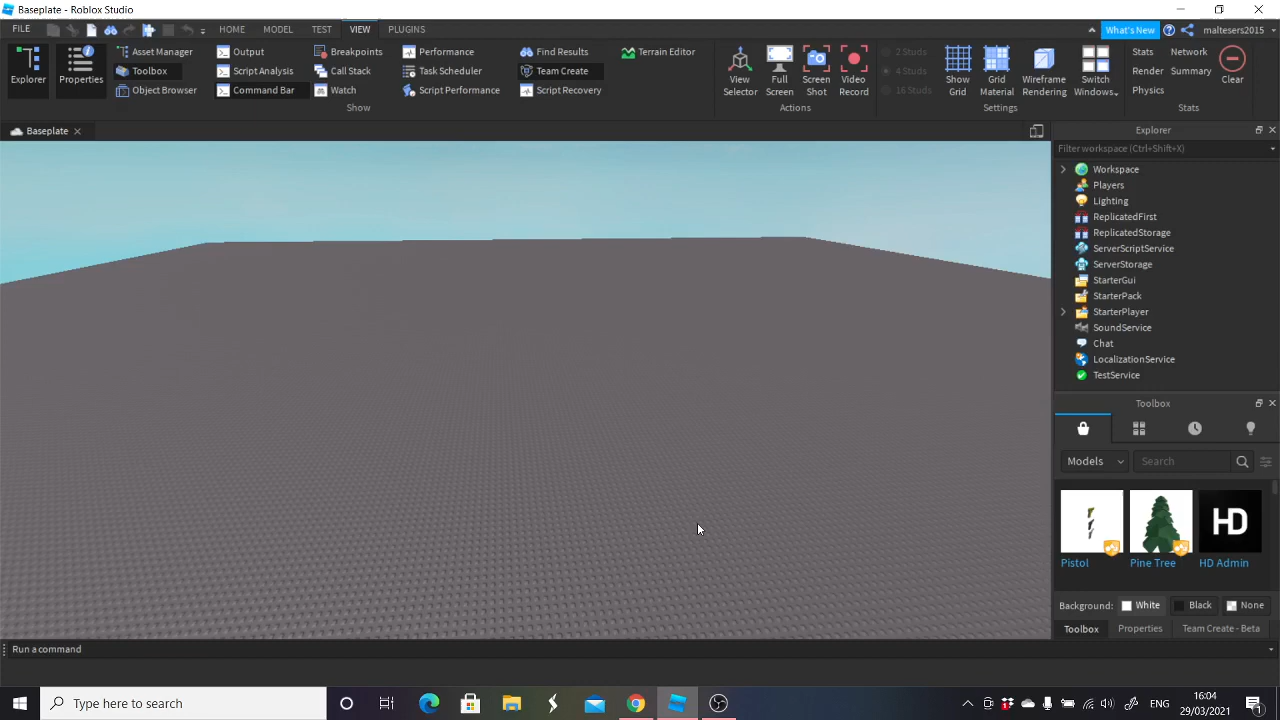 Baseplate - Roblox Studio
FILE HOME MODEL TEST VIEW PLUGINS What's New maltesers2015
Explorer
Properties
Asset Manager
Toolbox
Object Browser
Output
Script Analysis
Command Bar
Breakpoints
Call Stack
Watch
Performance
Task Scheduler
Script Performance
Find Results
Team Create
Script Recovery
Terrain Editor
Show
View Selector
Full Screen
Screen Shot
Video Record
Actions
2 Studs
4 Studs
16 Studs
Show Grid
Grid Material
Wireframe Rendering
Switch Windows
Settings
Stats Network
Render Summary
Physics
Clear
Stats
Baseplate
Explorer
Filter workspace (Ctrl+Shift+X)
Workspace
Players
Lighting
ReplicatedFirst
ReplicatedStorage
ServerScriptService
ServerStorage
StarterGui
StarterPack
StarterPlayer
SoundService
Chat
LocalizationService
TestService
Toolbox
Models Search
HD
Pistol Pine Tree HD Admin
Background: White Black None
Toolbox Properties Team Create - Beta
Run a command
Type here to search
ENG
16:04
29/03/2021